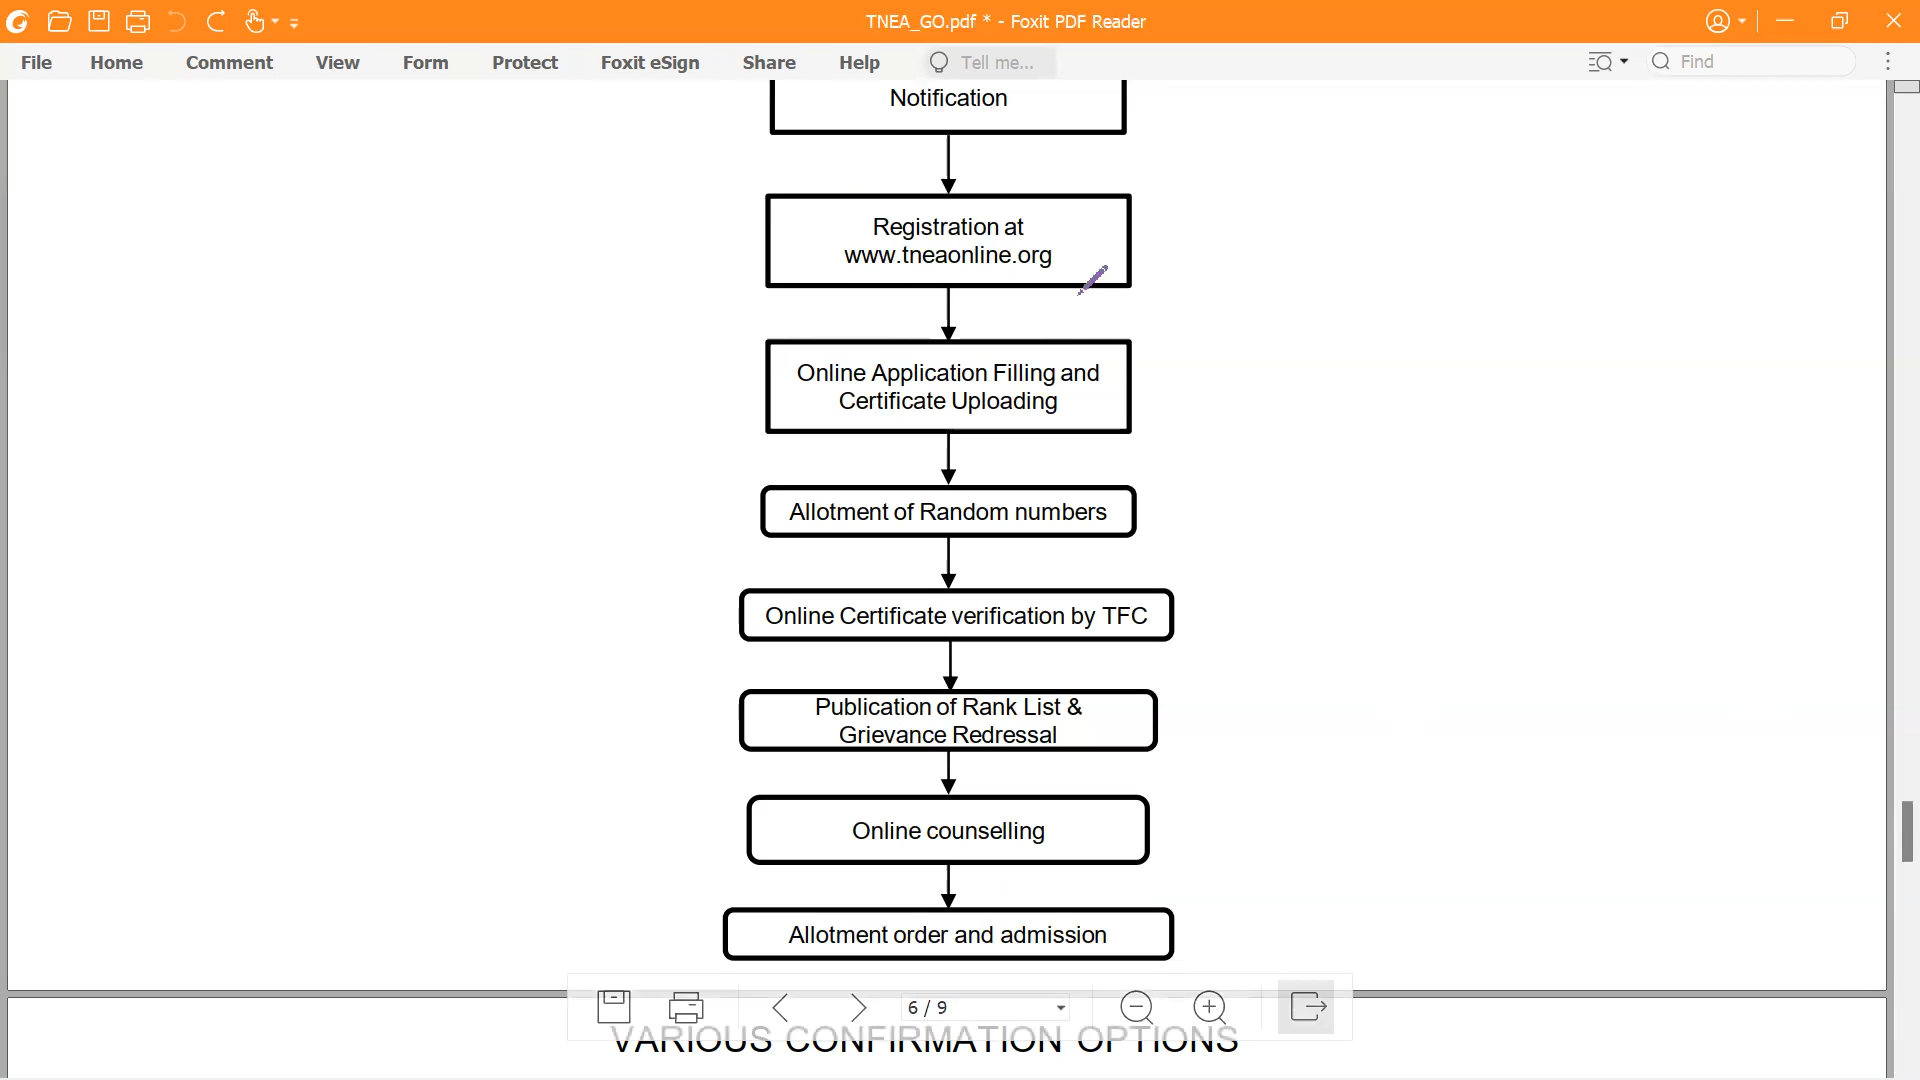 TNEA_GO.pdf * - Foxit PDF Reader
File Home Comment View Form Protect Foxit eSign Share Help Tell me... Find
Notification
Registration at
www.tneaonline.org
Online Application Filling and
Certificate Uploading
Allotment of Random numbers
Online Certificate verification by TFC
Publication of Rank List &
Grievance Redressal
Online counselling
Allotment order and admission
6 / 9
VARIOUS CONFIRMATION OPTIONS